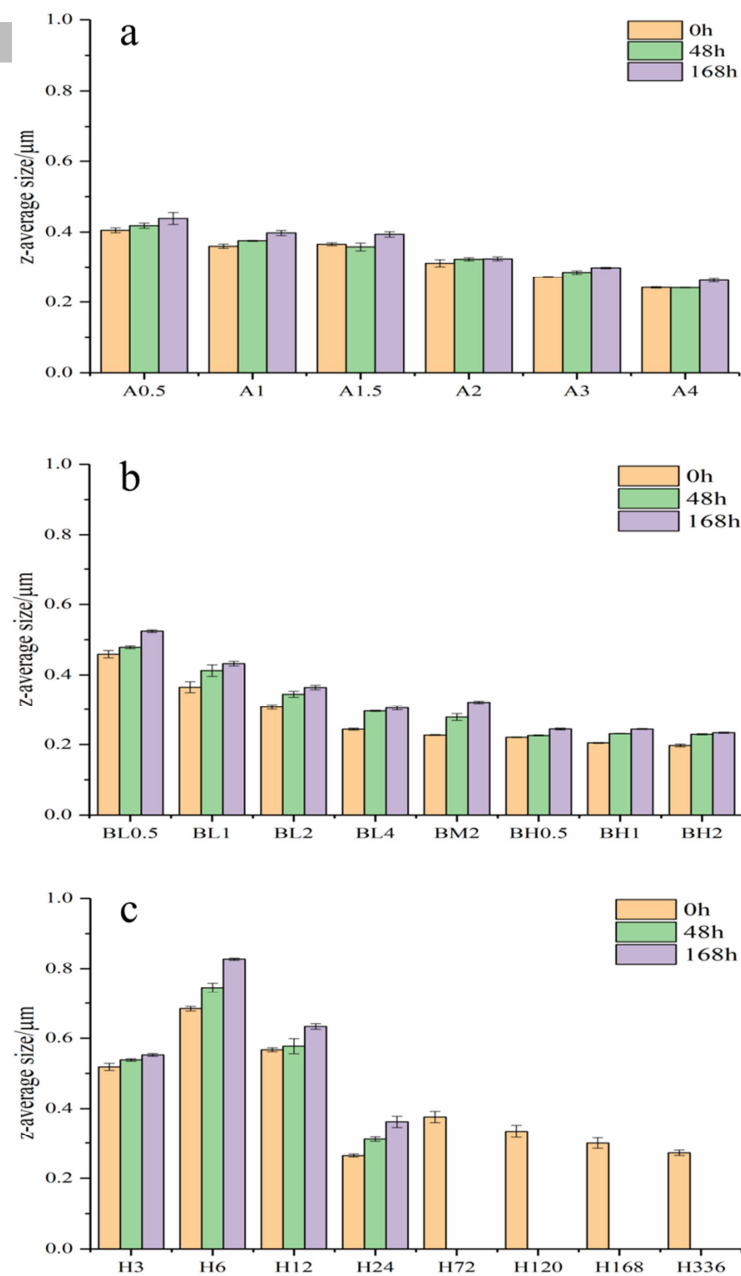 a
0h
48h
168h
z-average size/μm
1.0
0.8
0.6
0.4
0.2
0.0
A0.5 A1 A1.5 A2 A3 A4
b
0h
48h
168h
z-average size/μm
1.0
0.8
0.6
0.4
0.2
0.0
BL0.5 BL1 BL2 BL4 BM2 BH0.5 BH1 BH2
c
0h
48h
168h
z-average size/μm
1.0
0.8
0.6
0.4
0.2
0.0
H3 H6 H12 H24 H72 H120 H168 H336